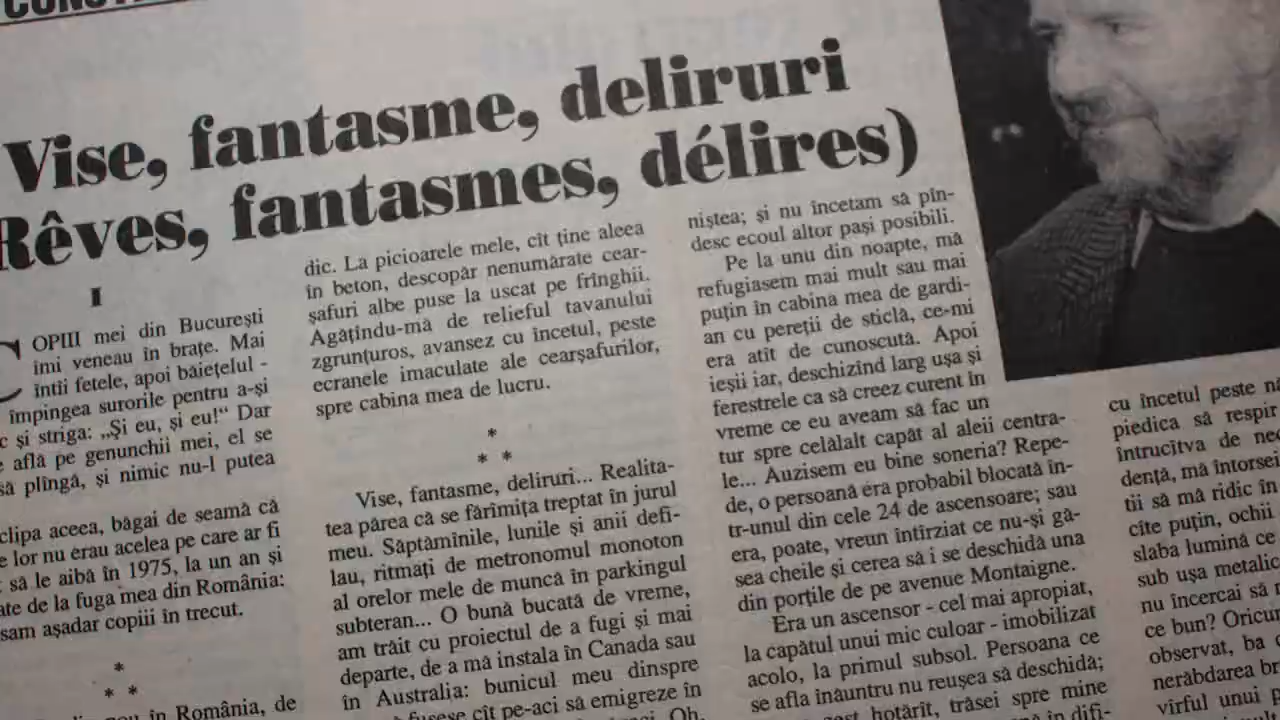 Vise, fantasme, deliruri
Rêves, fantasmes, délires)
I
COPIII mei din București
îmi veneau în brațe. Mai
întîi fetele, apoi băiețelul -
împingea surorile pentru a-și
și striga: „Și eu, și eu!“ Dar
află pe genunchii mei, el se
să plîngă, și nimic nu-l putea
clipa aceea, băgai de seamă că
lor nu erau acelea pe care ar fi
să le aibă în 1975, la un an și
de la fuga mea din România:
așadar copiii în trecut.
*
* *
în România, de
dic. La picioarele mele, cît ține aleea
în beton, descopăr nenumărate cear-
șafuri albe puse la uscat pe frînghii.
Agățîndu-mă de relieful tavanului
zgrunțuros, avansez cu încetul, peste
ecranele imaculate ale cearșafurilor,
spre cabina mea de lucru.
*
* *
Vise, fantasme, deliruri... Realita-
tea părea că se fărîmița treptat în jurul
meu. Săptămînile, lunile și anii defi-
lau, ritmați de metronomul monoton
al orelor mele de muncă în parkingul
subteran... O bună bucată de vreme,
am trăit cu proiectul de a fugi și mai
departe, de a mă instala în Canada sau
în Australia: bunicul meu dinspre
cît pe-aci să emigreze în
Oh,
niștea; și nu încetam să pîn-
desc ecoul altor pași posibili.
Pe la unu din noapte, mă
refugiasem mai mult sau mai
puțin în cabina mea de gardi-
an cu pereții de sticlă, ce-mi
era atît de cunoscută. Apoi
ieșii iar, deschizînd larg ușa și
ferestrele ca să creez curent în
vreme ce eu aveam să fac un
tur spre celălalt capăt al aleii centra-
le... Auzisem eu bine soneria? Repe-
de, o persoană era probabil blocată în-
tr-unul din cele 24 de ascensoare; sau
era, poate, vreun întîrziat ce nu-și gă-
sea cheile și cerea să i se deschidă una
din porțile de pe avenue Montaigne.
Era un ascensor - cel mai apropiat,
la capătul unui mic culoar - imobilizat
acolo, la primul subsol. Persoana ce
se afla înăuntru nu reușea să deschidă;
hotărît, trăsei spre mine
în difi-
cu încetul peste
piedica să respir
întrucîtva de
dență, mă întorsei
tii să mă ridic în
cîte puțin, ochii
slaba lumină ce
sub ușa metalic
nu încercai să
ce bun? Oricum
observat, ba
nerăbdarea
vîrful unui